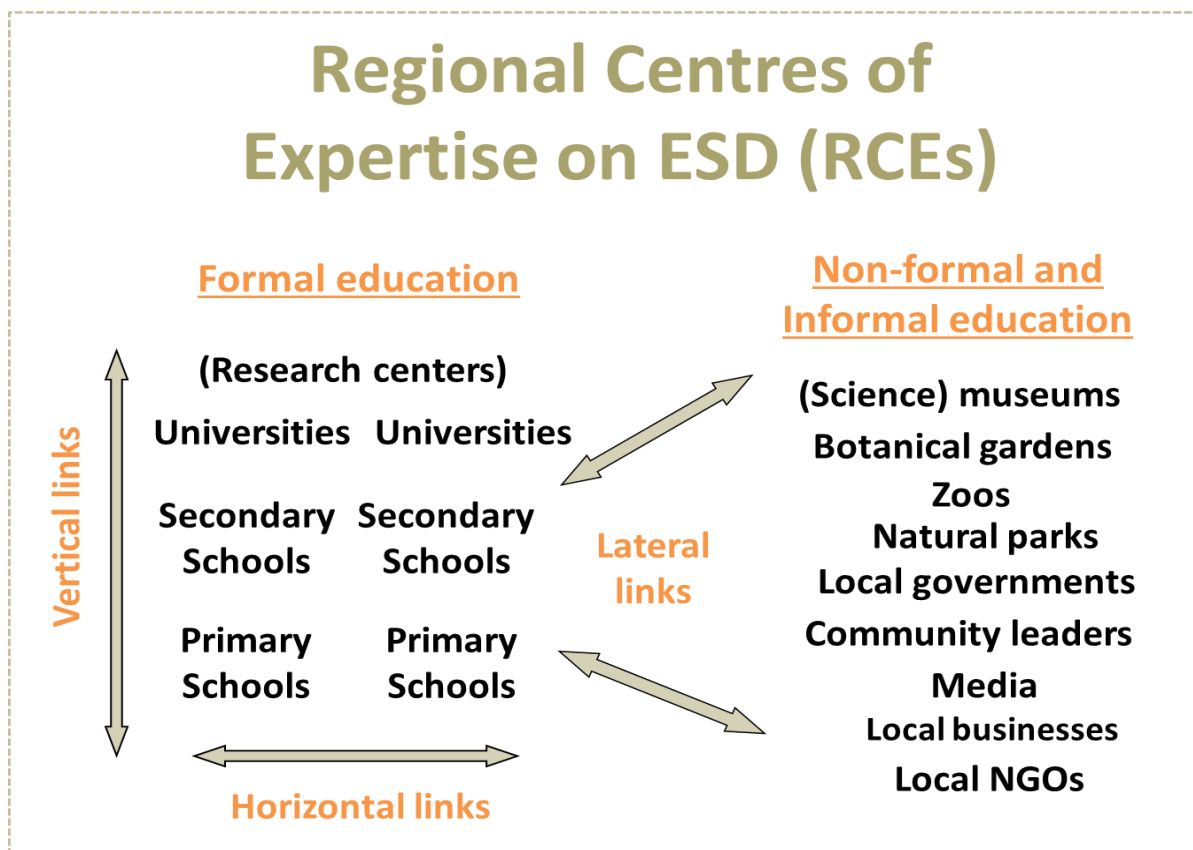 Regional Centres of
Expertise on ESD (RCEs)
Formal education
Vertical links
(Research centers)
Universities Universities
Secondary Secondary
Schools Schools
Primary Primary
Schools Schools
Horizontal links
Lateral
links
Non-formal and
Informal education
(Science) museums
Botanical gardens
Zoos
Natural parks
Local governments
Community leaders
Media
Local businesses
Local NGOs